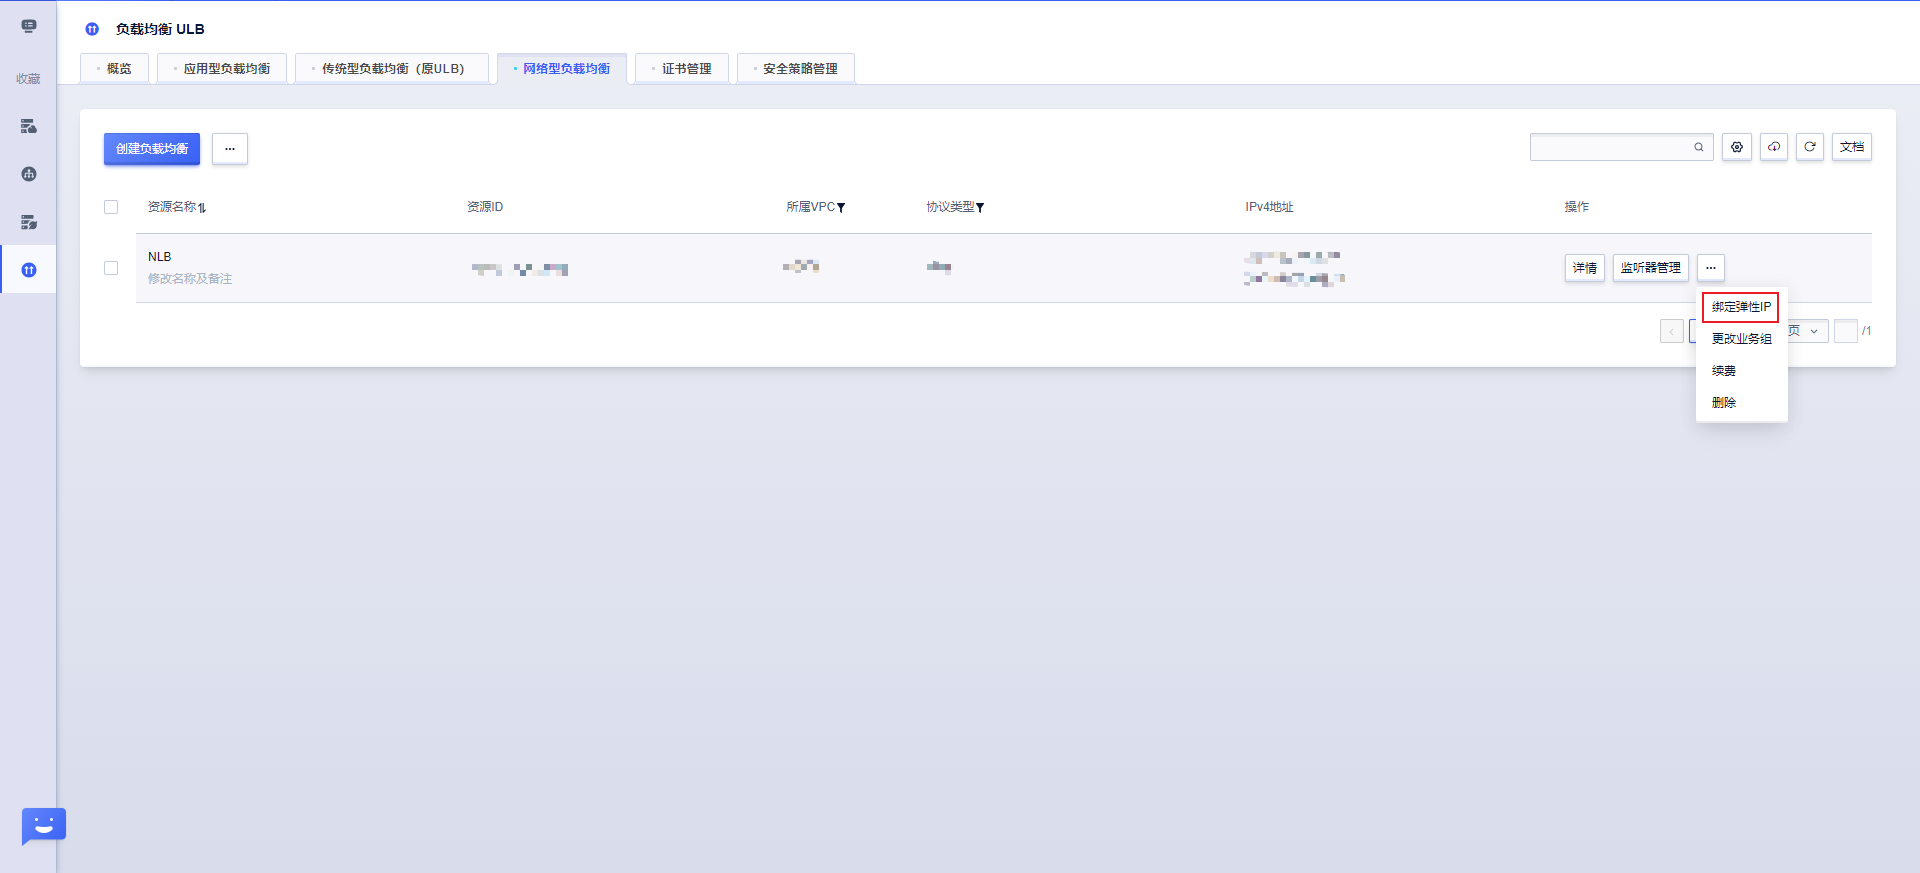 负载均衡 ULB
概览
应用型负载均衡
传统型负载均衡（原ULB）
网络型负载均衡
证书管理
安全策略管理
收藏
创建负载均衡
...
文档
资源名称
资源ID
所属VPC
协议类型
IPv4地址
操作
NLB
修改名称及备注
详情
监听器管理
...
绑定弹性IP
更改业务组
续费
删除
页
/1